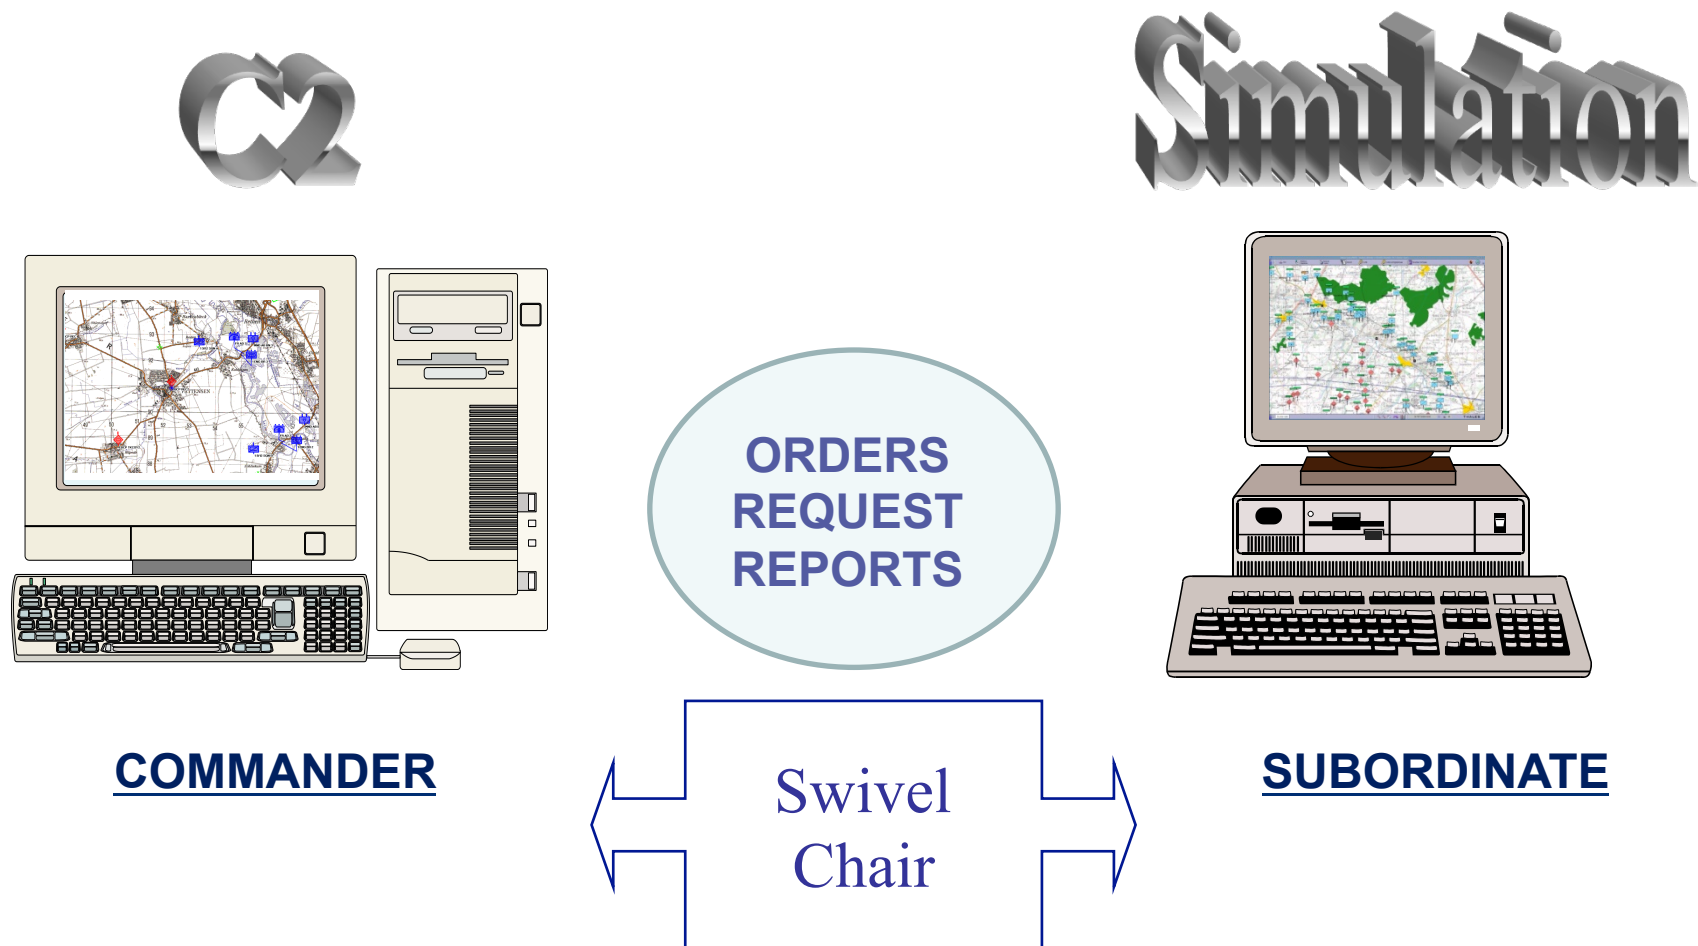 C2
Simulation
ORDERS
REQUEST
REPORTS
COMMANDER
SUBORDINATE
Swivel
Chair